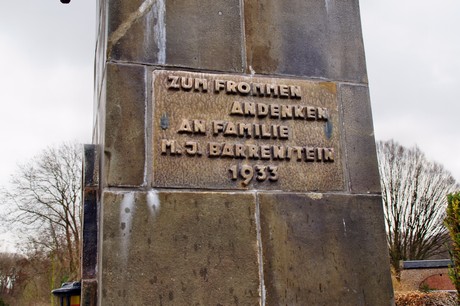 ZUM FROMMEN
ANDENKEN
AN FAMILIE
M.J. BARRENSTEIN
1933